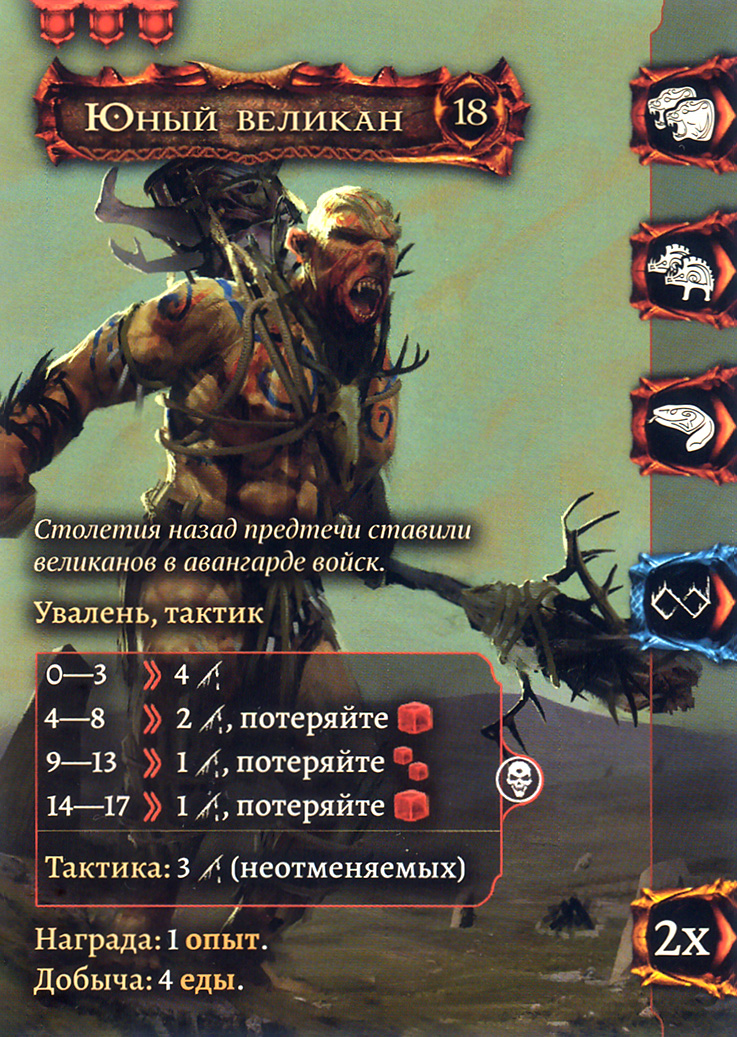 Юный великан 18
Столетия назад предтечи ставили
великанов в авангарде войск.
Увалень, тактик
0—3 » 4
4—8 » 2 , потеряйте
9—13 » 1 , потеряйте
14—17 » 1 , потеряйте
Тактика: 3 (неотменяемых)
Награда: 1 опыт.
Добыча: 4 еды.
2x